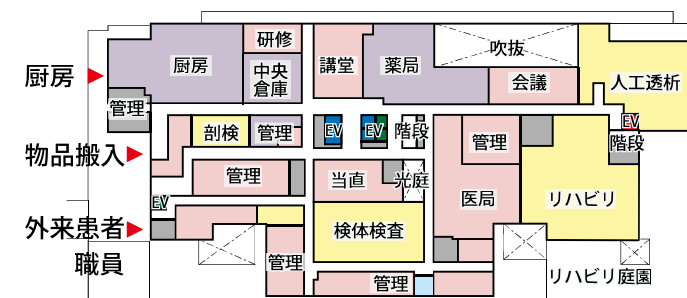 研修
吹抜
厨房
講堂
薬局
厨房
中央
倉庫
会議
人工透析
管理
EV
EV
階段
EV
剖検
管理
管理
階段
物品搬入
管理
当直
光庭
EV
医局
リハビリ
外来患者
検体検査
職員
管理
リハビリ庭園
管理